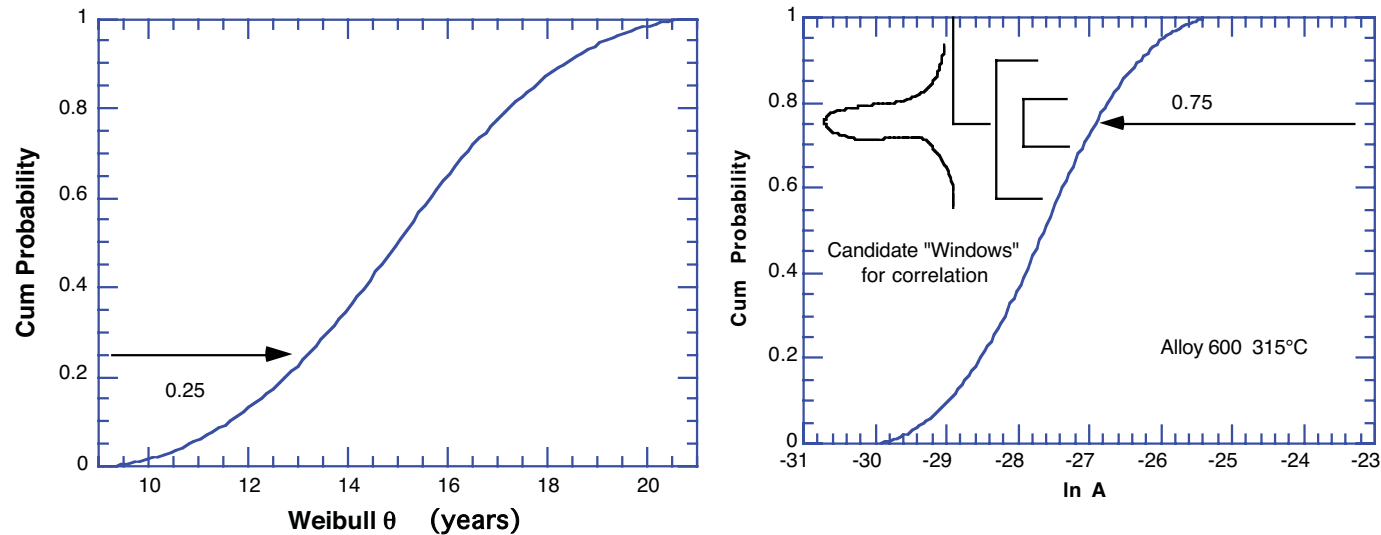 1
0.8
0.6
0.4
0.2
0
Cum Probability
0.25
10 12 14 16 18 20
Weibull θ (years)
1
0.8
0.6
0.4
0.2
0
Cum Probability
0.75
Candidate "Windows"
for correlation
Alloy 600 315°C
-31 -30 -29 -28 -27 -26 -25 -24 -23
ln A